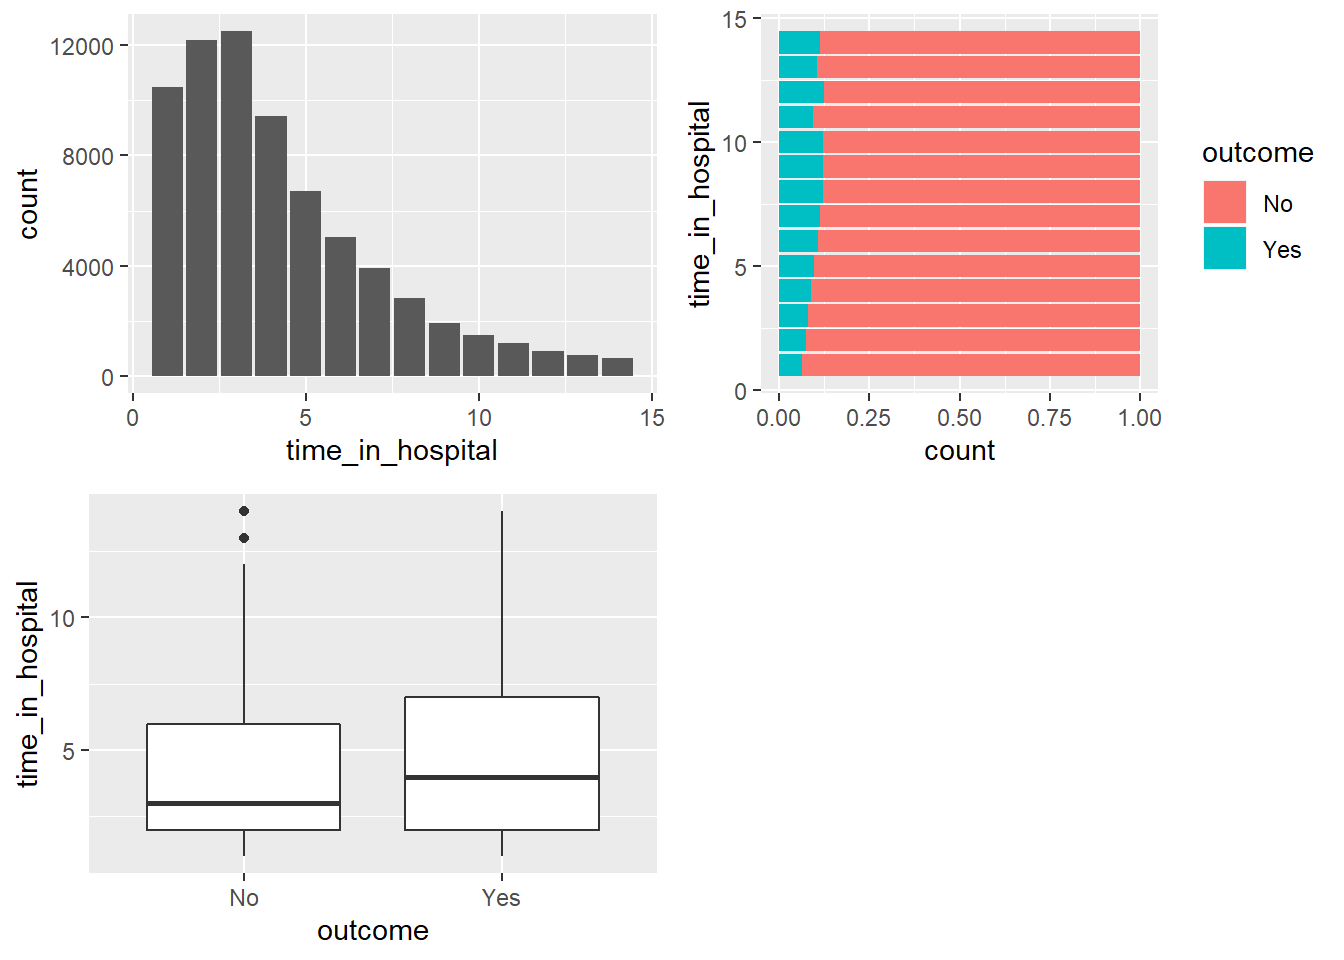 12000
8000
4000
0
count
0 5 10 15
time_in_hospital
15
10
5
0
time_in_hospital
0.00 0.25 0.50 0.75 1.00
count
outcome
No
Yes
10
5
time_in_hospital
No Yes
outcome